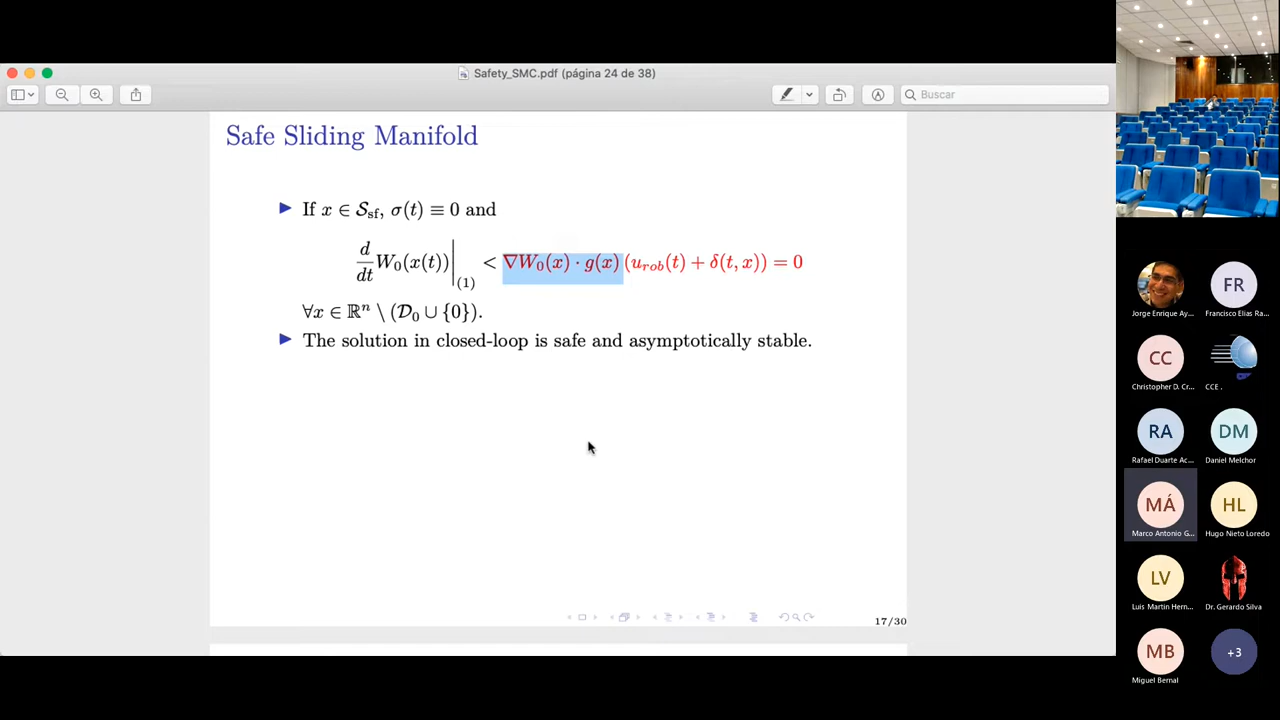 Safety_SMC.pdf (página 24 de 38)
Buscar
Safe Sliding Manifold
If x ∈ S_sf, σ(t) ≡ 0 and
d/dt W₀(x(t))|₍₁₎ < ∇W₀(x) · g(x) (u_rob(t) + δ(t, x)) = 0
∀x ∈ ℝⁿ \ (𝒟₀ ∪ {0}).
The solution in closed-loop is safe and asymptotically stable.
17/30
Jorge Enrique Ay...
FR
Francisco Elias Ra...
CC
Christopher D. Cr...
CCE .
RA
Rafael Duarte Ac...
DM
Daniel Melchor
MÁ
Marco Antonio G...
HL
Hugo Nieto Loredo
LV
Luis Martin Hern...
Dr. Gerardo Silva
MB
Miguel Bernal
+3